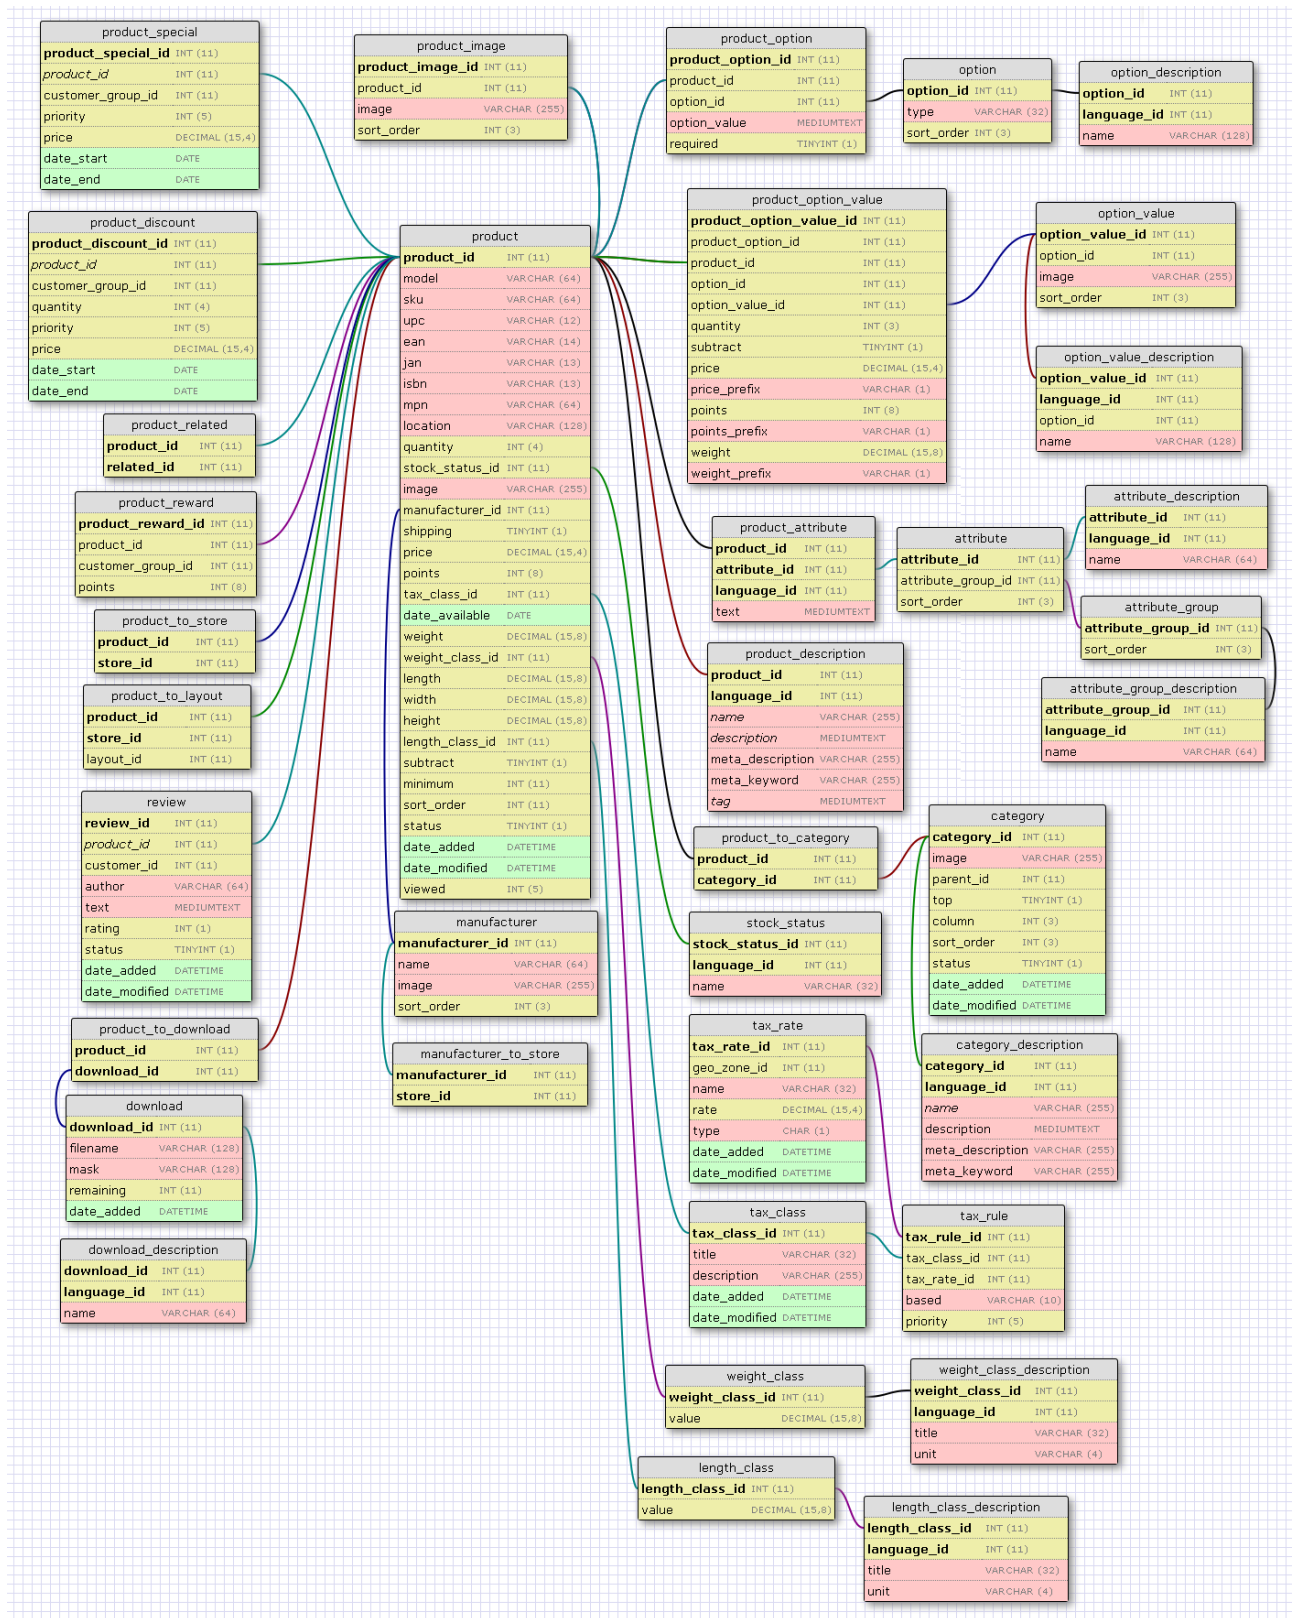 product_special
product_special_id INT (11)
product_id INT (11)
customer_group_id INT (11)
priority INT (5)
price DECIMAL (15,4)
date_start DATE
date_end DATE
product_image
product_image_id INT (11)
product_id INT (11)
image VARCHAR (255)
sort_order INT (3)
product_option
product_option_id INT (11)
product_id INT (11)
option_id INT (11)
option_value MEDIUMTEXT
required TINYINT (1)
option
option_id INT (11)
type VARCHAR (32)
sort_order INT (3)
option_description
option_id INT (11)
language_id INT (11)
name VARCHAR (128)
product_discount
product_discount_id INT (11)
product_id INT (11)
customer_group_id INT (11)
quantity INT (4)
priority INT (5)
price DECIMAL (15,4)
date_start DATE
date_end DATE
product
product_id INT (11)
model VARCHAR (64)
sku VARCHAR (64)
upc VARCHAR (12)
ean VARCHAR (14)
jan VARCHAR (13)
isbn VARCHAR (13)
mpn VARCHAR (64)
location VARCHAR (128)
quantity INT (4)
stock_status_id INT (11)
image VARCHAR (255)
manufacturer_id INT (11)
shipping TINYINT (1)
price DECIMAL (15,4)
points INT (8)
tax_class_id INT (11)
date_available DATE
weight DECIMAL (15,8)
weight_class_id INT (11)
length DECIMAL (15,8)
width DECIMAL (15,8)
height DECIMAL (15,8)
length_class_id INT (11)
subtract TINYINT (1)
minimum INT (11)
sort_order INT (11)
status TINYINT (1)
date_added DATETIME
date_modified DATETIME
viewed INT (5)
product_option_value
product_option_value_id INT (11)
product_option_id INT (11)
product_id INT (11)
option_id INT (11)
option_value_id INT (11)
quantity INT (3)
subtract TINYINT (1)
price DECIMAL (15,4)
price_prefix VARCHAR (1)
points INT (8)
points_prefix VARCHAR (1)
weight DECIMAL (15,8)
weight_prefix VARCHAR (1)
option_value
option_value_id INT (11)
option_id INT (11)
image VARCHAR (255)
sort_order INT (3)
option_value_description
option_value_id INT (11)
language_id INT (11)
option_id INT (11)
name VARCHAR (128)
product_related
product_id INT (11)
related_id INT (11)
product_reward
product_reward_id INT (11)
product_id INT (11)
customer_group_id INT (11)
points INT (8)
product_to_store
product_id INT (11)
store_id INT (11)
product_to_layout
product_id INT (11)
store_id INT (11)
layout_id INT (11)
review
review_id INT (11)
product_id INT (11)
customer_id INT (11)
author VARCHAR (64)
text MEDIUMTEXT
rating INT (1)
status TINYINT (1)
date_added DATETIME
date_modified DATETIME
product_to_download
product_id INT (11)
download_id INT (11)
download
download_id INT (11)
filename VARCHAR (128)
mask VARCHAR (128)
remaining INT (11)
date_added DATETIME
download_description
download_id INT (11)
language_id INT (11)
name VARCHAR (64)
manufacturer
manufacturer_id INT (11)
name VARCHAR (64)
image VARCHAR (255)
sort_order INT (3)
manufacturer_to_store
manufacturer_id INT (11)
store_id INT (11)
product_attribute
product_id INT (11)
attribute_id INT (11)
language_id INT (11)
text MEDIUMTEXT
attribute
attribute_id INT (11)
attribute_group_id INT (11)
sort_order INT (3)
attribute_description
attribute_id INT (11)
language_id INT (11)
name VARCHAR (64)
attribute_group
attribute_group_id INT (11)
sort_order INT (3)
attribute_group_description
attribute_group_id INT (11)
language_id INT (11)
name VARCHAR (64)
product_description
product_id INT (11)
language_id INT (11)
name VARCHAR (255)
description MEDIUMTEXT
meta_description VARCHAR (255)
meta_keyword VARCHAR (255)
tag MEDIUMTEXT
product_to_category
product_id INT (11)
category_id INT (11)
category
category_id INT (11)
image VARCHAR (255)
parent_id INT (11)
top TINYINT (1)
column INT (3)
sort_order INT (3)
status TINYINT (1)
date_added DATETIME
date_modified DATETIME
stock_status
stock_status_id INT (11)
language_id INT (11)
name VARCHAR (32)
tax_rate
tax_rate_id INT (11)
geo_zone_id INT (11)
name VARCHAR (32)
rate DECIMAL (15,4)
type CHAR (1)
date_added DATETIME
date_modified DATETIME
category_description
category_id INT (11)
language_id INT (11)
name VARCHAR (255)
description MEDIUMTEXT
meta_description VARCHAR (255)
meta_keyword VARCHAR (255)
tax_class
tax_class_id INT (11)
title VARCHAR (32)
description VARCHAR (255)
date_added DATETIME
date_modified DATETIME
tax_rule
tax_rule_id INT (11)
tax_class_id INT (11)
tax_rate_id INT (11)
based VARCHAR (10)
priority INT (5)
weight_class
weight_class_id INT (11)
value DECIMAL (15,8)
weight_class_description
weight_class_id INT (11)
language_id INT (11)
title VARCHAR (32)
unit VARCHAR (4)
length_class
length_class_id INT (11)
value DECIMAL (15,8)
length_class_description
length_class_id INT (11)
language_id INT (11)
title VARCHAR (32)
unit VARCHAR (4)